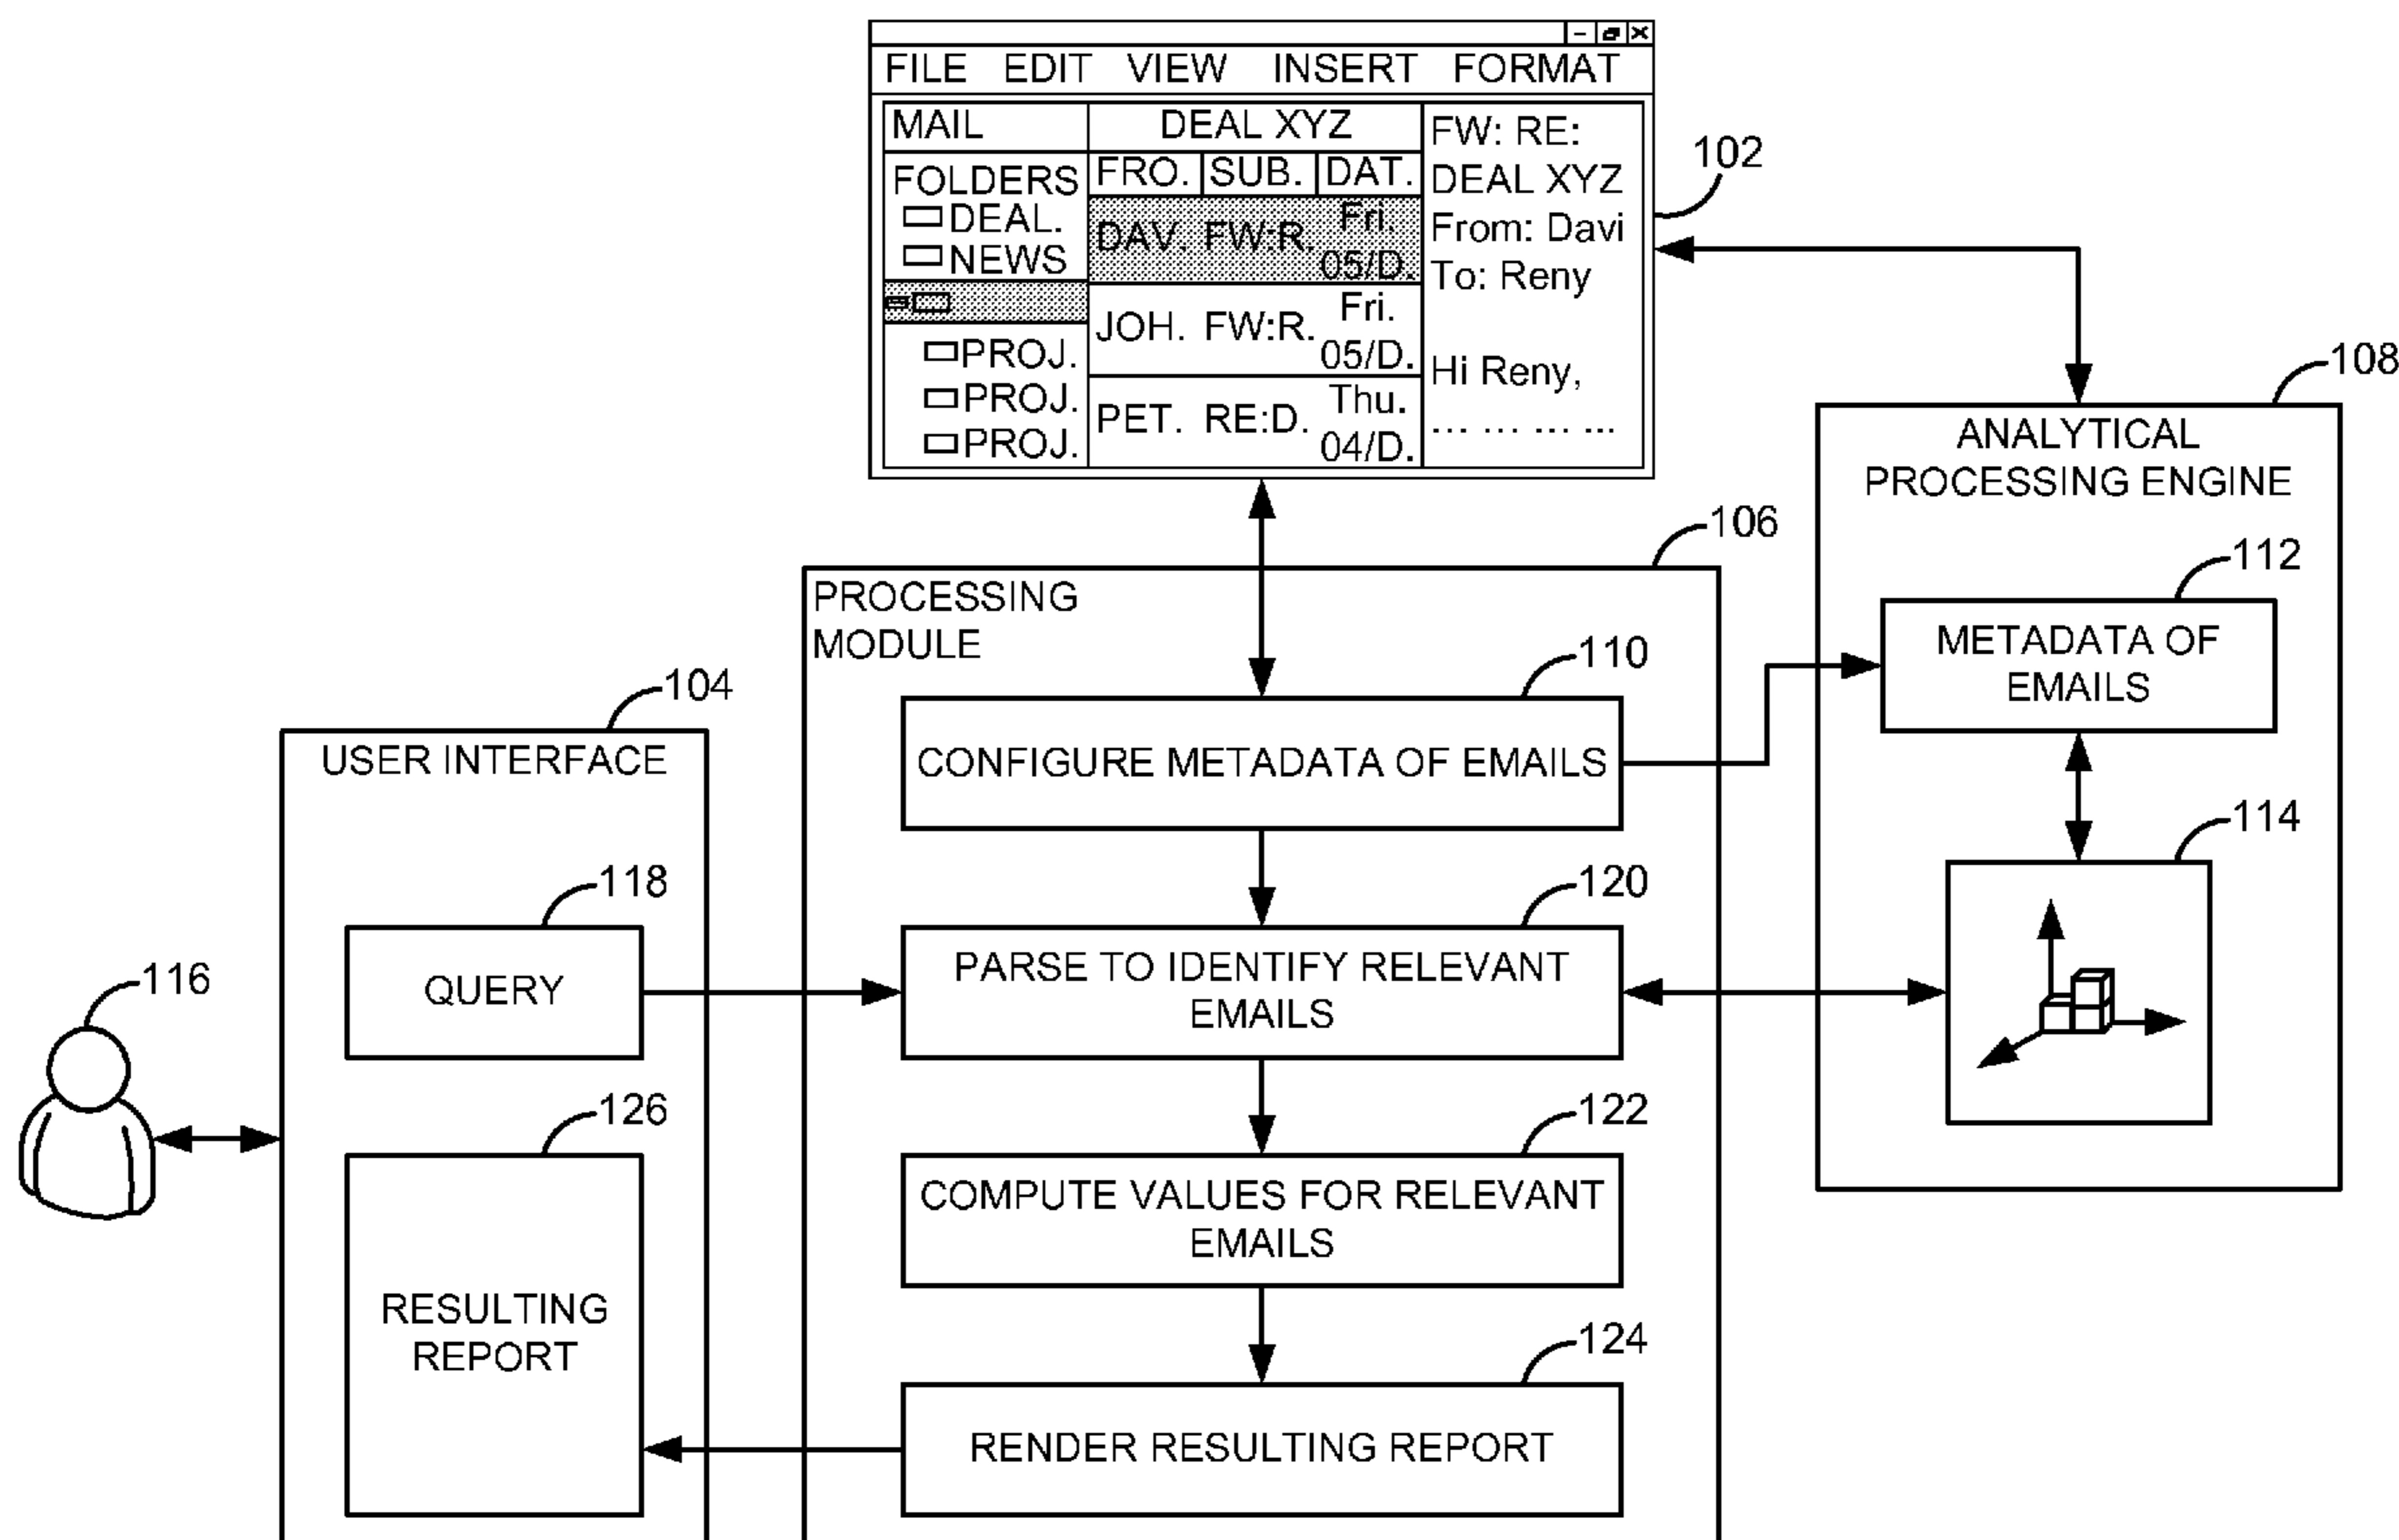 FILE EDIT VIEW INSERT FORMAT
MAIL
FOLDERS
DEAL.
NEWS
PROJ.
PROJ.
PROJ.
DEAL XYZ
FRO. SUB. DAT.
DAV. FW:R. Fri.
05/D.
JOH. FW:R. Fri.
05/D.
PET. RE:D. Thu.
04/D.
FW: RE:
DEAL XYZ
From: Davi
To: Reny
Hi Reny,
... ... ... ...
102
108
ANALYTICAL
PROCESSING ENGINE
112
METADATA OF
EMAILS
114
106
PROCESSING
MODULE
110
CONFIGURE METADATA OF EMAILS
120
PARSE TO IDENTIFY RELEVANT
EMAILS
122
COMPUTE VALUES FOR RELEVANT
EMAILS
124
RENDER RESULTING REPORT
104
USER INTERFACE
118
QUERY
126
RESULTING
REPORT
116